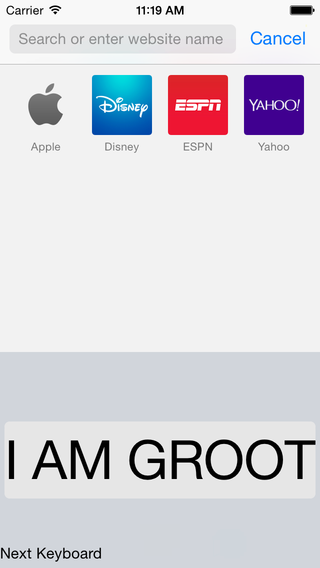 Carrier 11:19 AM
Search or enter website name Cancel
Disney ESPN YAHOO!
Apple Disney ESPN Yahoo
I AM GROOT
Next Keyboard